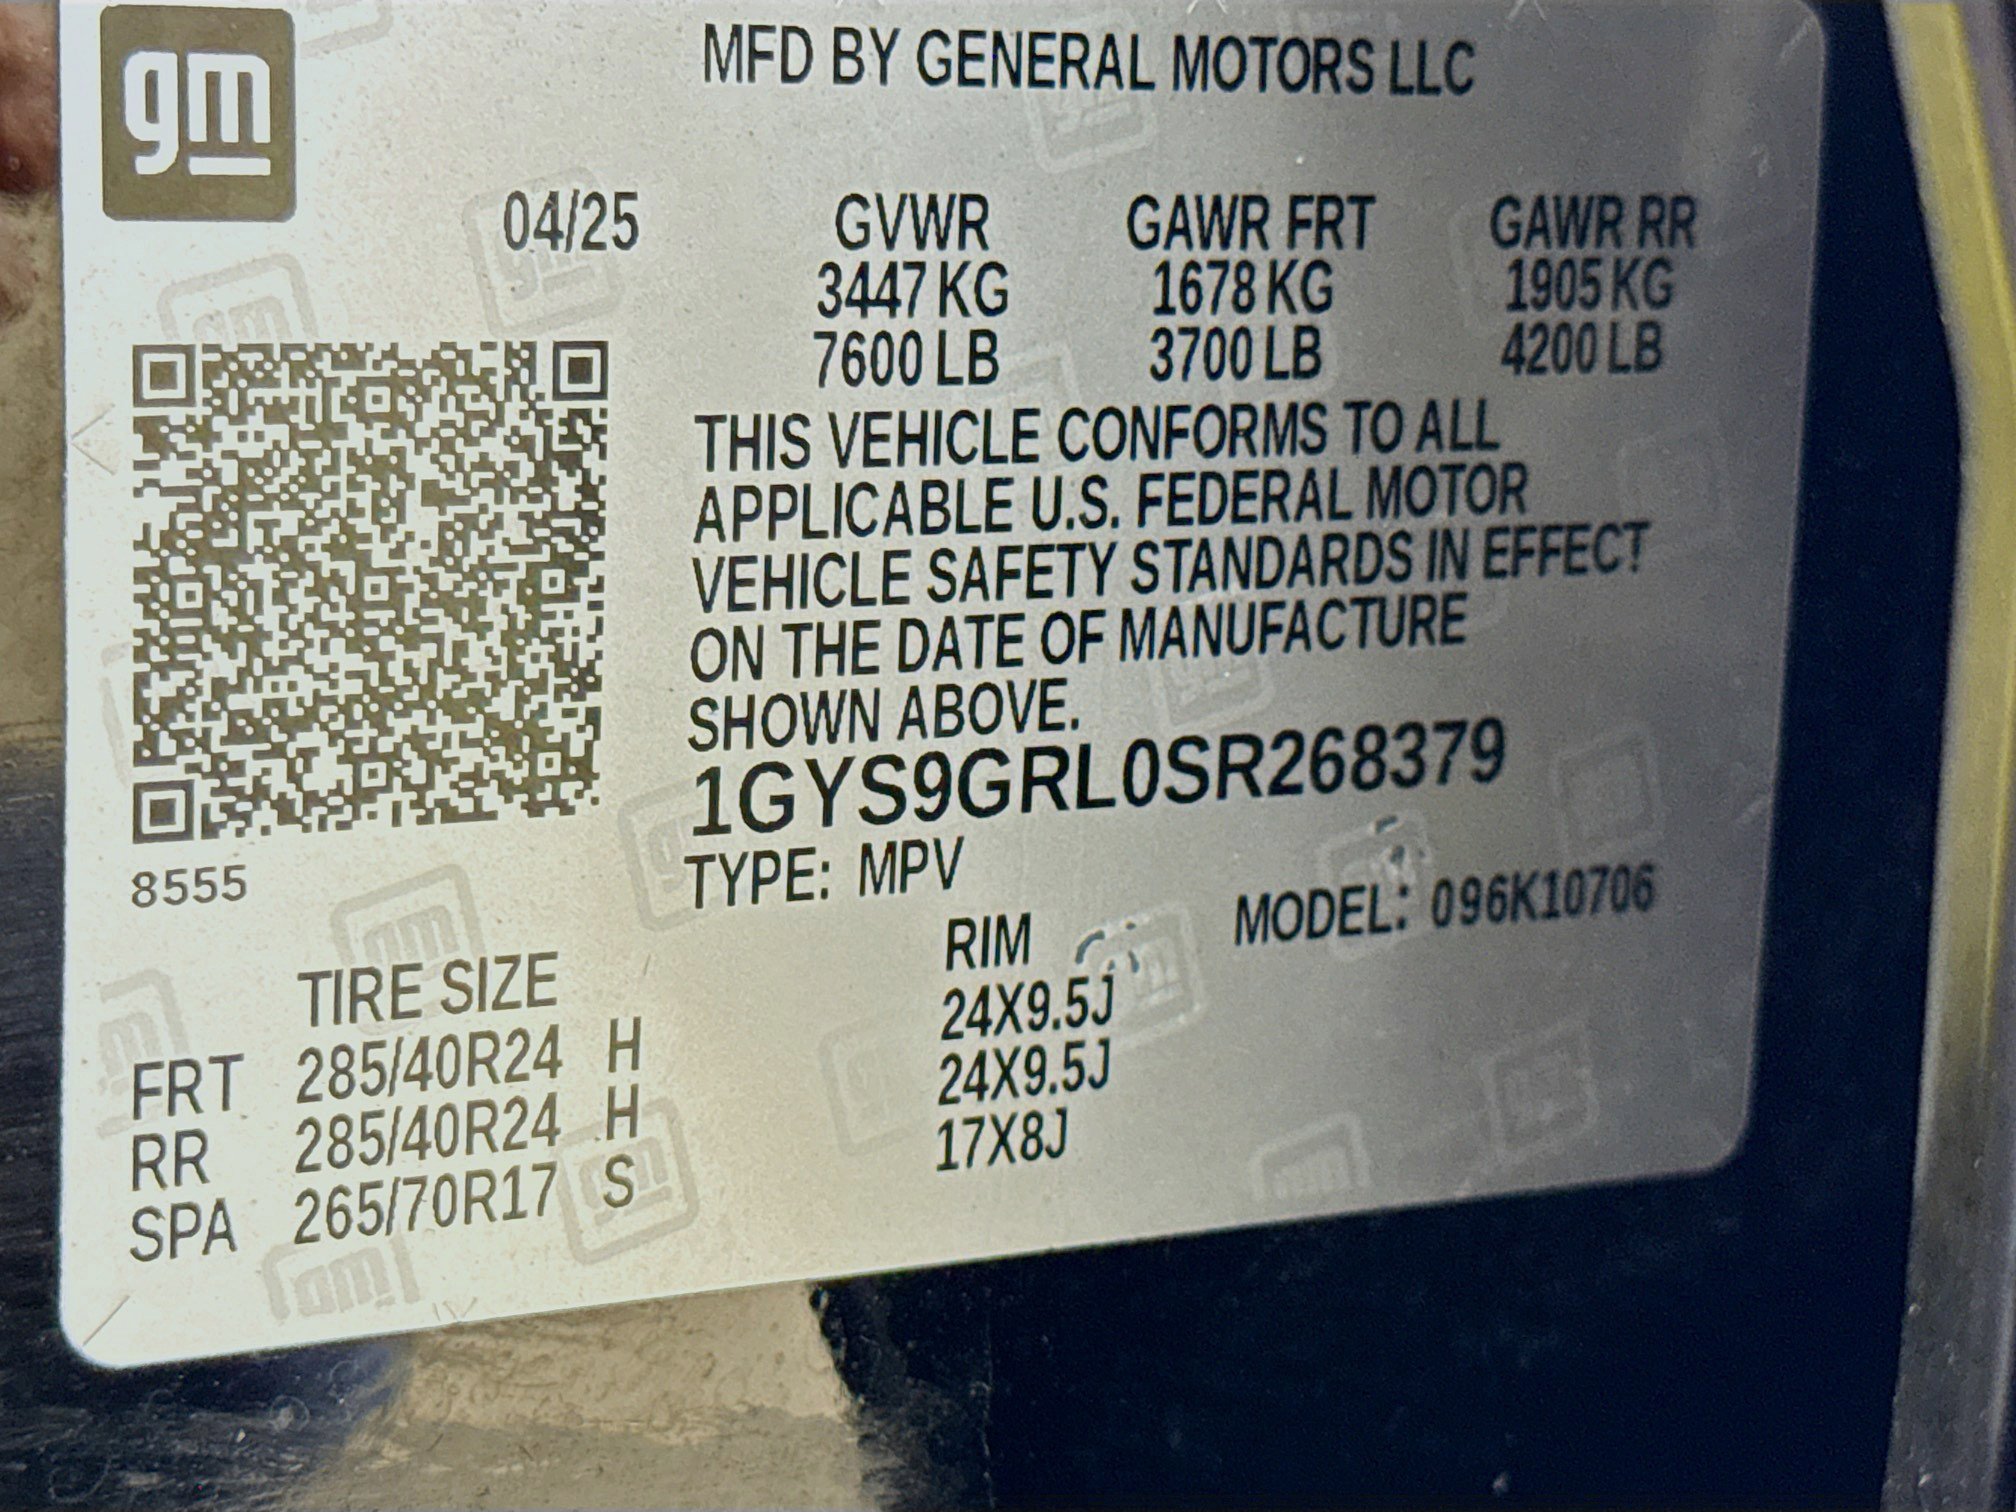 gm
MFD BY GENERAL MOTORS LLC
04/25 GVWR GAWR FRT GAWR RR
3447 KG 1678 KG 1905 KG
7600 LB 3700 LB 4200 LB
THIS VEHICLE CONFORMS TO ALL
APPLICABLE U.S. FEDERAL MOTOR
VEHICLE SAFETY STANDARDS IN EFFECT
ON THE DATE OF MANUFACTURE
SHOWN ABOVE.
1GYS9GRL0SR268379
8555
TYPE: MPV MODEL: 096K10706
TIRE SIZE RIM
FRT 285/40R24 H 24X9.5J
RR 285/40R24 H 24X9.5J
SPA 265/70R17 S 17X8J